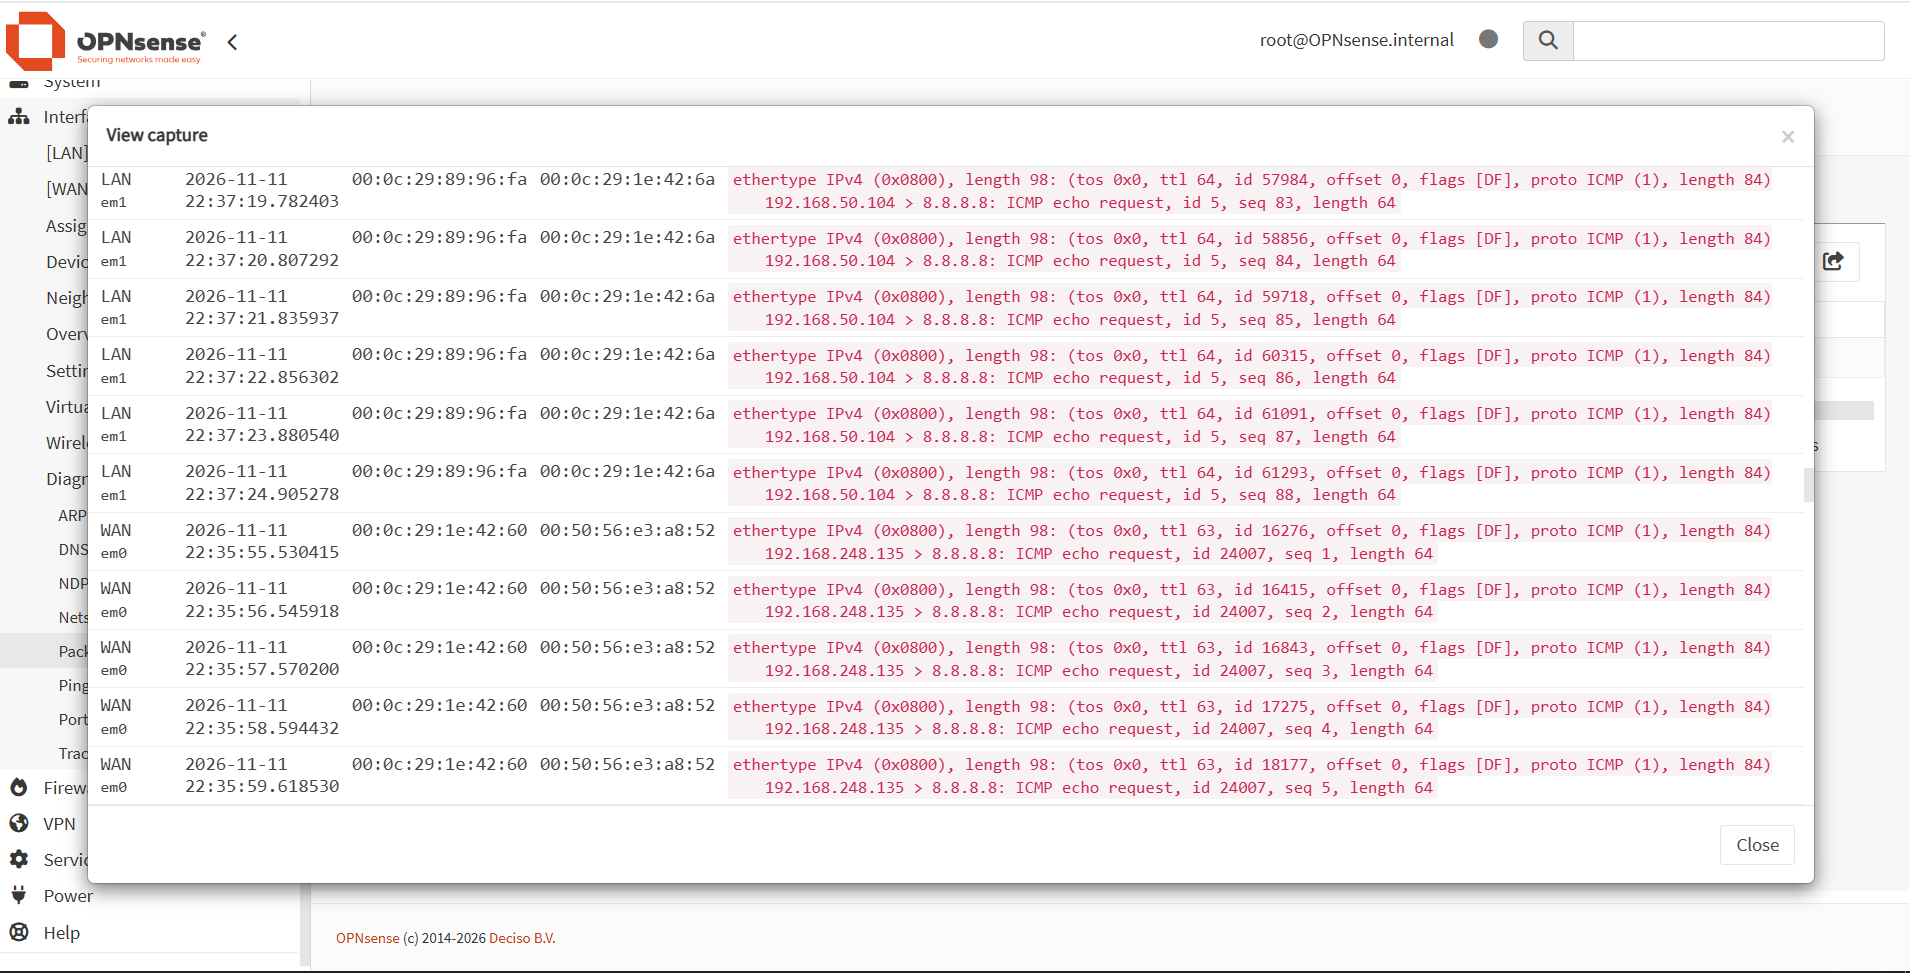 OPNsense®
Securing networks made easy
root@OPNsense.internal
System
Interf
[LAN]
[WAN
Assig
Devic
Neigh
Overv
Settin
Virtua
Wirel
Diagr
ARP
DNS
NDP
Nets
Pack
Ping
Port
Trac
Firew
VPN
Servic
Power
Help
View capture
×
LAN 2026-11-11 00:0c:29:89:96:fa 00:0c:29:1e:42:6a ethertype IPv4 (0x0800), length 98: (tos 0x0, ttl 64, id 57984, offset 0, flags [DF], proto ICMP (1), length 84)
em1 22:37:19.782403 192.168.50.104 > 8.8.8.8: ICMP echo request, id 5, seq 83, length 64
LAN 2026-11-11 00:0c:29:89:96:fa 00:0c:29:1e:42:6a ethertype IPv4 (0x0800), length 98: (tos 0x0, ttl 64, id 58856, offset 0, flags [DF], proto ICMP (1), length 84)
em1 22:37:20.807292 192.168.50.104 > 8.8.8.8: ICMP echo request, id 5, seq 84, length 64
LAN 2026-11-11 00:0c:29:89:96:fa 00:0c:29:1e:42:6a ethertype IPv4 (0x0800), length 98: (tos 0x0, ttl 64, id 59718, offset 0, flags [DF], proto ICMP (1), length 84)
em1 22:37:21.835937 192.168.50.104 > 8.8.8.8: ICMP echo request, id 5, seq 85, length 64
LAN 2026-11-11 00:0c:29:89:96:fa 00:0c:29:1e:42:6a ethertype IPv4 (0x0800), length 98: (tos 0x0, ttl 64, id 60315, offset 0, flags [DF], proto ICMP (1), length 84)
em1 22:37:22.856302 192.168.50.104 > 8.8.8.8: ICMP echo request, id 5, seq 86, length 64
LAN 2026-11-11 00:0c:29:89:96:fa 00:0c:29:1e:42:6a ethertype IPv4 (0x0800), length 98: (tos 0x0, ttl 64, id 61091, offset 0, flags [DF], proto ICMP (1), length 84)
em1 22:37:23.880540 192.168.50.104 > 8.8.8.8: ICMP echo request, id 5, seq 87, length 64
LAN 2026-11-11 00:0c:29:89:96:fa 00:0c:29:1e:42:6a ethertype IPv4 (0x0800), length 98: (tos 0x0, ttl 64, id 61293, offset 0, flags [DF], proto ICMP (1), length 84)
em1 22:37:24.905278 192.168.50.104 > 8.8.8.8: ICMP echo request, id 5, seq 88, length 64
WAN 2026-11-11 00:0c:29:1e:42:60 00:50:56:e3:a8:52 ethertype IPv4 (0x0800), length 98: (tos 0x0, ttl 63, id 16276, offset 0, flags [DF], proto ICMP (1), length 84)
em0 22:35:55.530415 192.168.248.135 > 8.8.8.8: ICMP echo request, id 24007, seq 1, length 64
WAN 2026-11-11 00:0c:29:1e:42:60 00:50:56:e3:a8:52 ethertype IPv4 (0x0800), length 98: (tos 0x0, ttl 63, id 16415, offset 0, flags [DF], proto ICMP (1), length 84)
em0 22:35:56.545918 192.168.248.135 > 8.8.8.8: ICMP echo request, id 24007, seq 2, length 64
WAN 2026-11-11 00:0c:29:1e:42:60 00:50:56:e3:a8:52 ethertype IPv4 (0x0800), length 98: (tos 0x0, ttl 63, id 16843, offset 0, flags [DF], proto ICMP (1), length 84)
em0 22:35:57.570200 192.168.248.135 > 8.8.8.8: ICMP echo request, id 24007, seq 3, length 64
WAN 2026-11-11 00:0c:29:1e:42:60 00:50:56:e3:a8:52 ethertype IPv4 (0x0800), length 98: (tos 0x0, ttl 63, id 17275, offset 0, flags [DF], proto ICMP (1), length 84)
em0 22:35:58.594432 192.168.248.135 > 8.8.8.8: ICMP echo request, id 24007, seq 4, length 64
WAN 2026-11-11 00:0c:29:1e:42:60 00:50:56:e3:a8:52 ethertype IPv4 (0x0800), length 98: (tos 0x0, ttl 63, id 18177, offset 0, flags [DF], proto ICMP (1), length 84)
em0 22:35:59.618530 192.168.248.135 > 8.8.8.8: ICMP echo request, id 24007, seq 5, length 64
s
Close
OPNsense (c) 2014-2026 Deciso B.V.